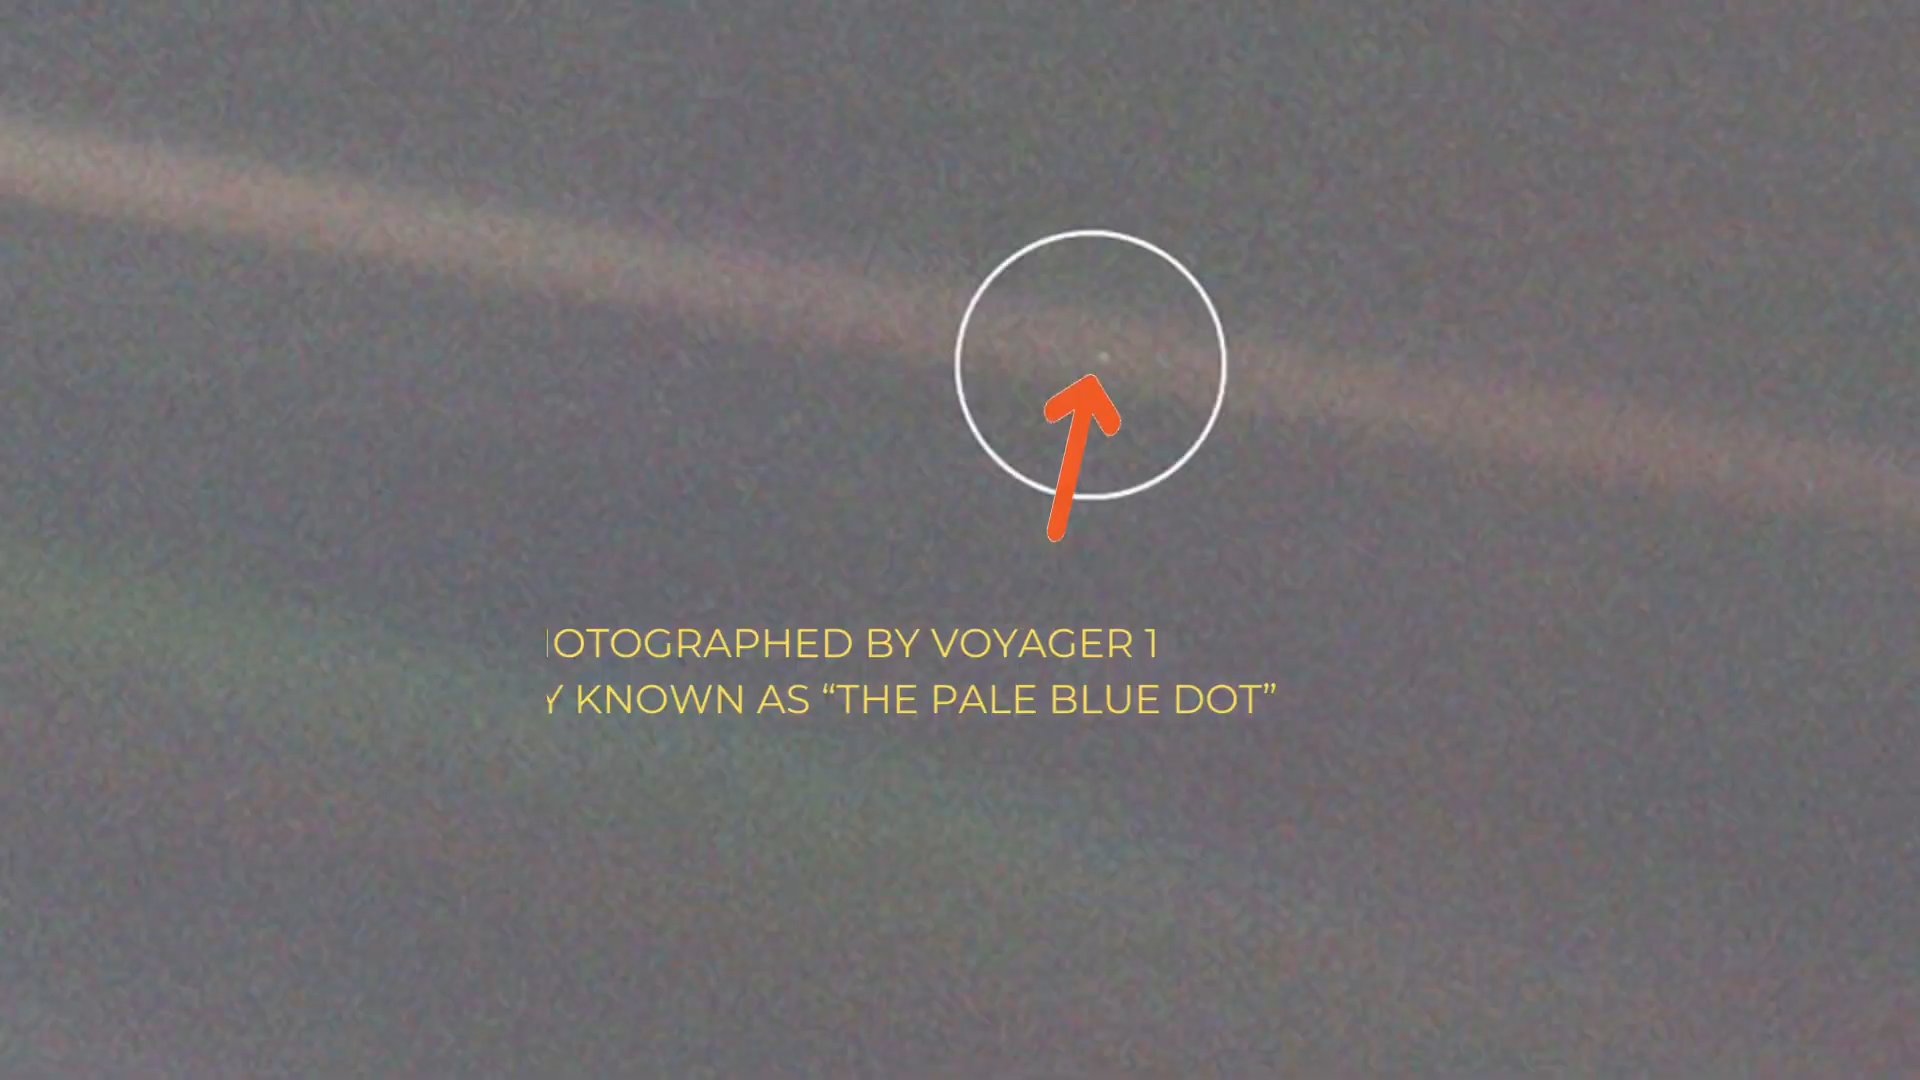 OTOGRAPHED BY VOYAGER 1
Y KNOWN AS “THE PALE BLUE DOT”